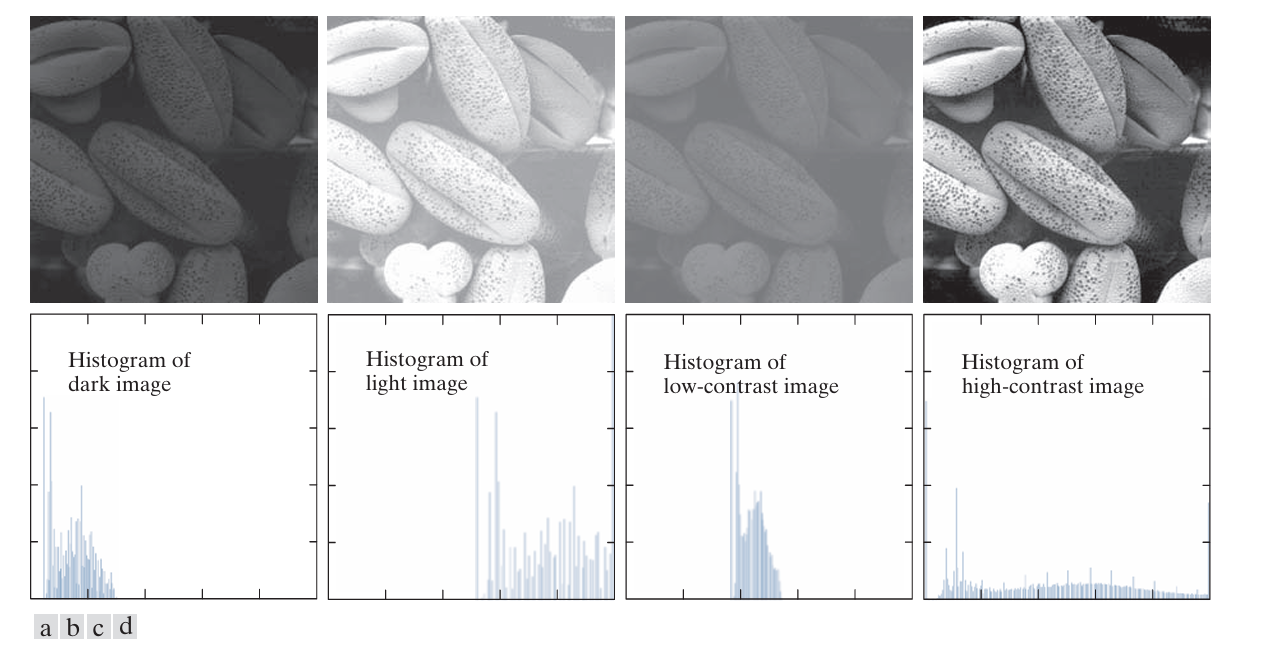 Histogram of
dark image
Histogram of
light image
Histogram of
low-contrast image
Histogram of
high-contrast image
a b c d